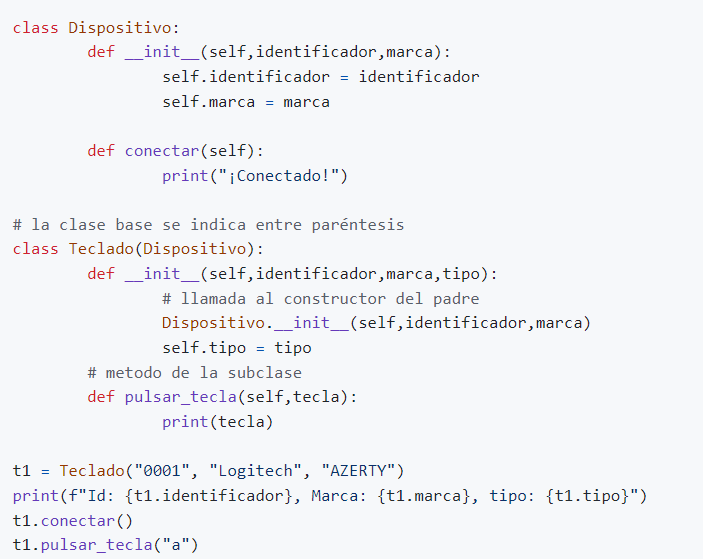 class Dispositivo:
def __init__(self,identificador,marca):
self.identificador = identificador
self.marca = marca
def conectar(self):
print("¡Conectado!")
# la clase base se indica entre paréntesis
class Teclado(Dispositivo):
def __init__(self,identificador,marca,tipo):
# llamada al constructor del padre
Dispositivo.__init__(self,identificador,marca)
self.tipo = tipo
# metodo de la subclase
def pulsar_tecla(self,tecla):
print(tecla)
t1 = Teclado("0001", "Logitech", "AZERTY")
print(f"Id: {t1.identificador}, Marca: {t1.marca}, tipo: {t1.tipo}")
t1.conectar()
t1.pulsar_tecla("a")